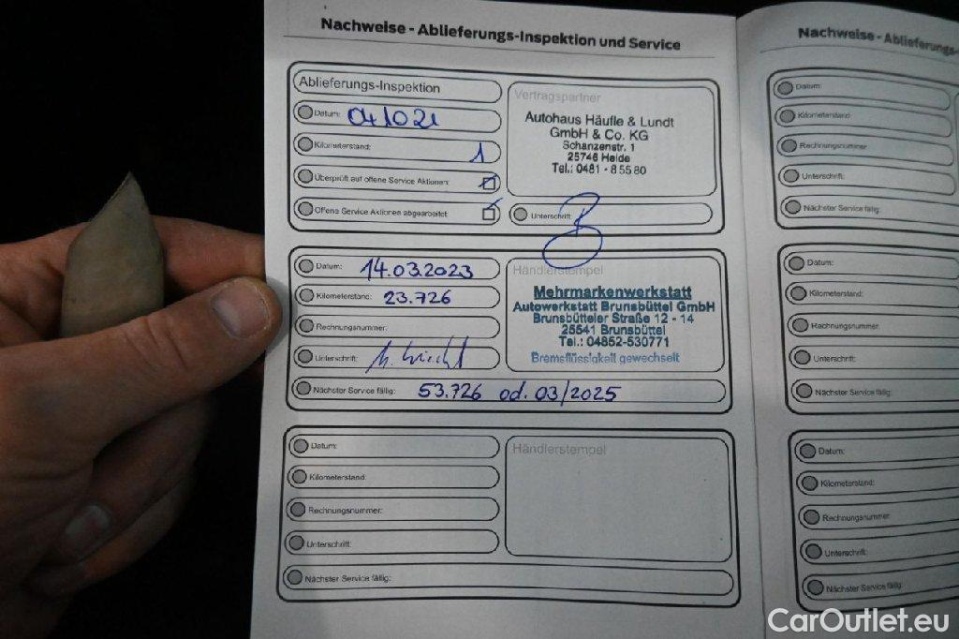 Nachweise - Ablieferungs-Inspektion und Service
Ablieferungs-Inspektion
Datum: 04 10 21
Kilometerstand: 1
Überprüft auf offene Service Aktionen:
Offene Service Aktionen abgearbeitet
Vertragspartner
Autohaus Häufle & Lundt
GmbH & Co. KG
Schanzenstr. 1
25746 Heide
Tel.: 0481 - 8 55 80
Unterschrift:
Datum: 14.03.2023
Kilometerstand: 23.726
Rechnungsnummer:
Unterschrift:
Händlerstempel
Mehrmarkenwerkstatt
Autowerkstatt Brunsbüttel GmbH
Brunsbütteler Straße 12 - 14
25541 Brunsbüttel
Tel.: 04852-530771
Bremsflüssigkeit gewechselt
Nächster Service fällig: 53.726 od. 03/2025
Datum:
Kilometerstand:
Rechnungsnummer:
Unterschrift:
Händlerstempel
Nächster Service fällig:
Nachweise - Ablieferungs-
Datum:
Kilometerstand:
Rechnungsnummer:
Unterschrift:
Nächster Service fällig:
Datum:
Kilometerstand:
Rechnungsnummer:
Unterschrift:
Nächster Service fällig:
Datum:
Kilometerstand:
Rechnungsnummer:
Unterschrift:
Nächster Service fällig:
CarOutlet.eu